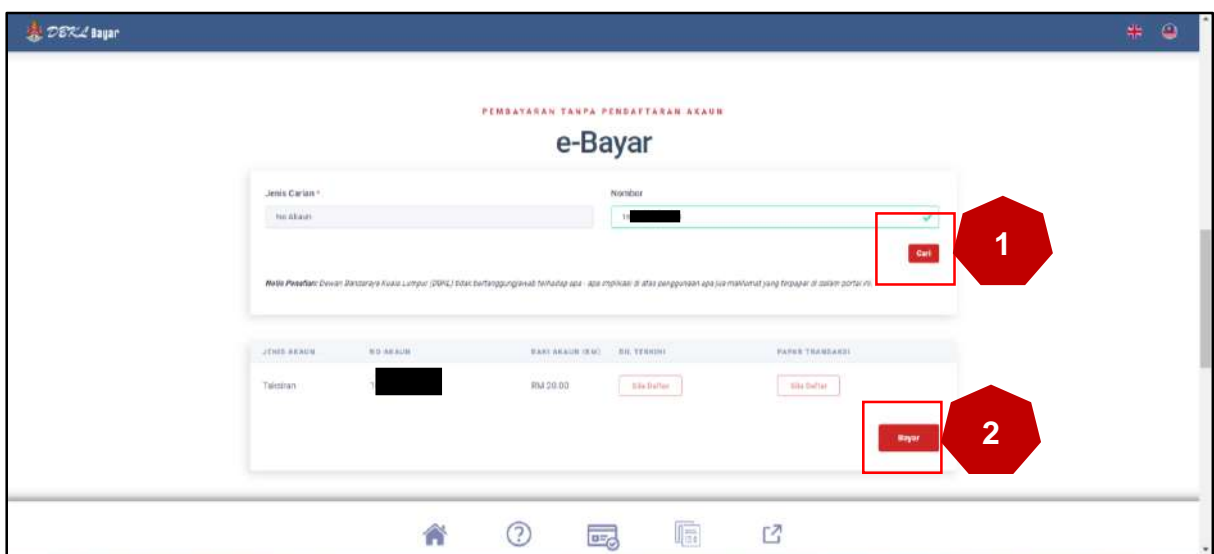 DBKL Bayar
PEMBAYARAN TANPA PENDAFTARAN AKAUN
e-Bayar
Jenis Carian *
Nombor
No Akaun
Cari
1
Notis Penafian: Dewan Bandaraya Kuala Lumpur (DBKL) tidak bertanggungjawab terhadap apa - apa implikasi di atas penggunaan apa jua maklumat yang terpapar di dalam portal ini.
JENIS AKAUN NO AKAUN BAKI AKAUN (RM) BIL TERKINI PAPAR TRANSAKSI
Taksiran RM 20.00 Sila Daftar Sila Daftar
Bayar
2